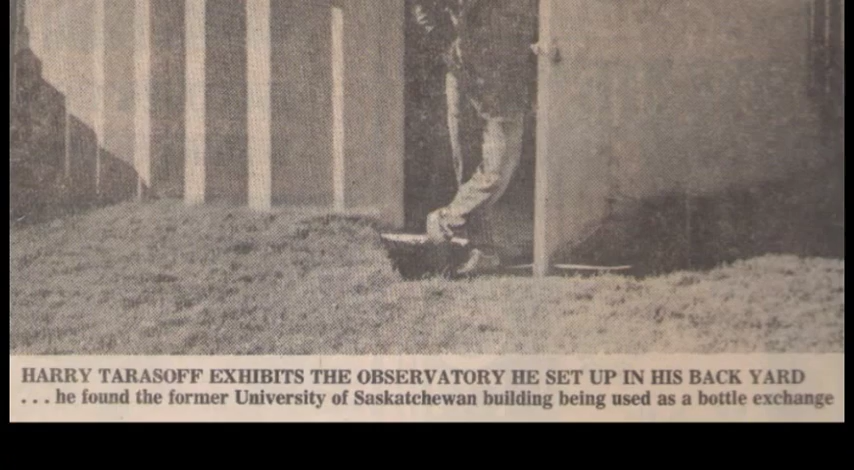 HARRY TARASOFF EXHIBITS THE OBSERVATORY HE SET UP IN HIS BACK YARD
. . . he found the former University of Saskatchewan building being used as a bottle exchange